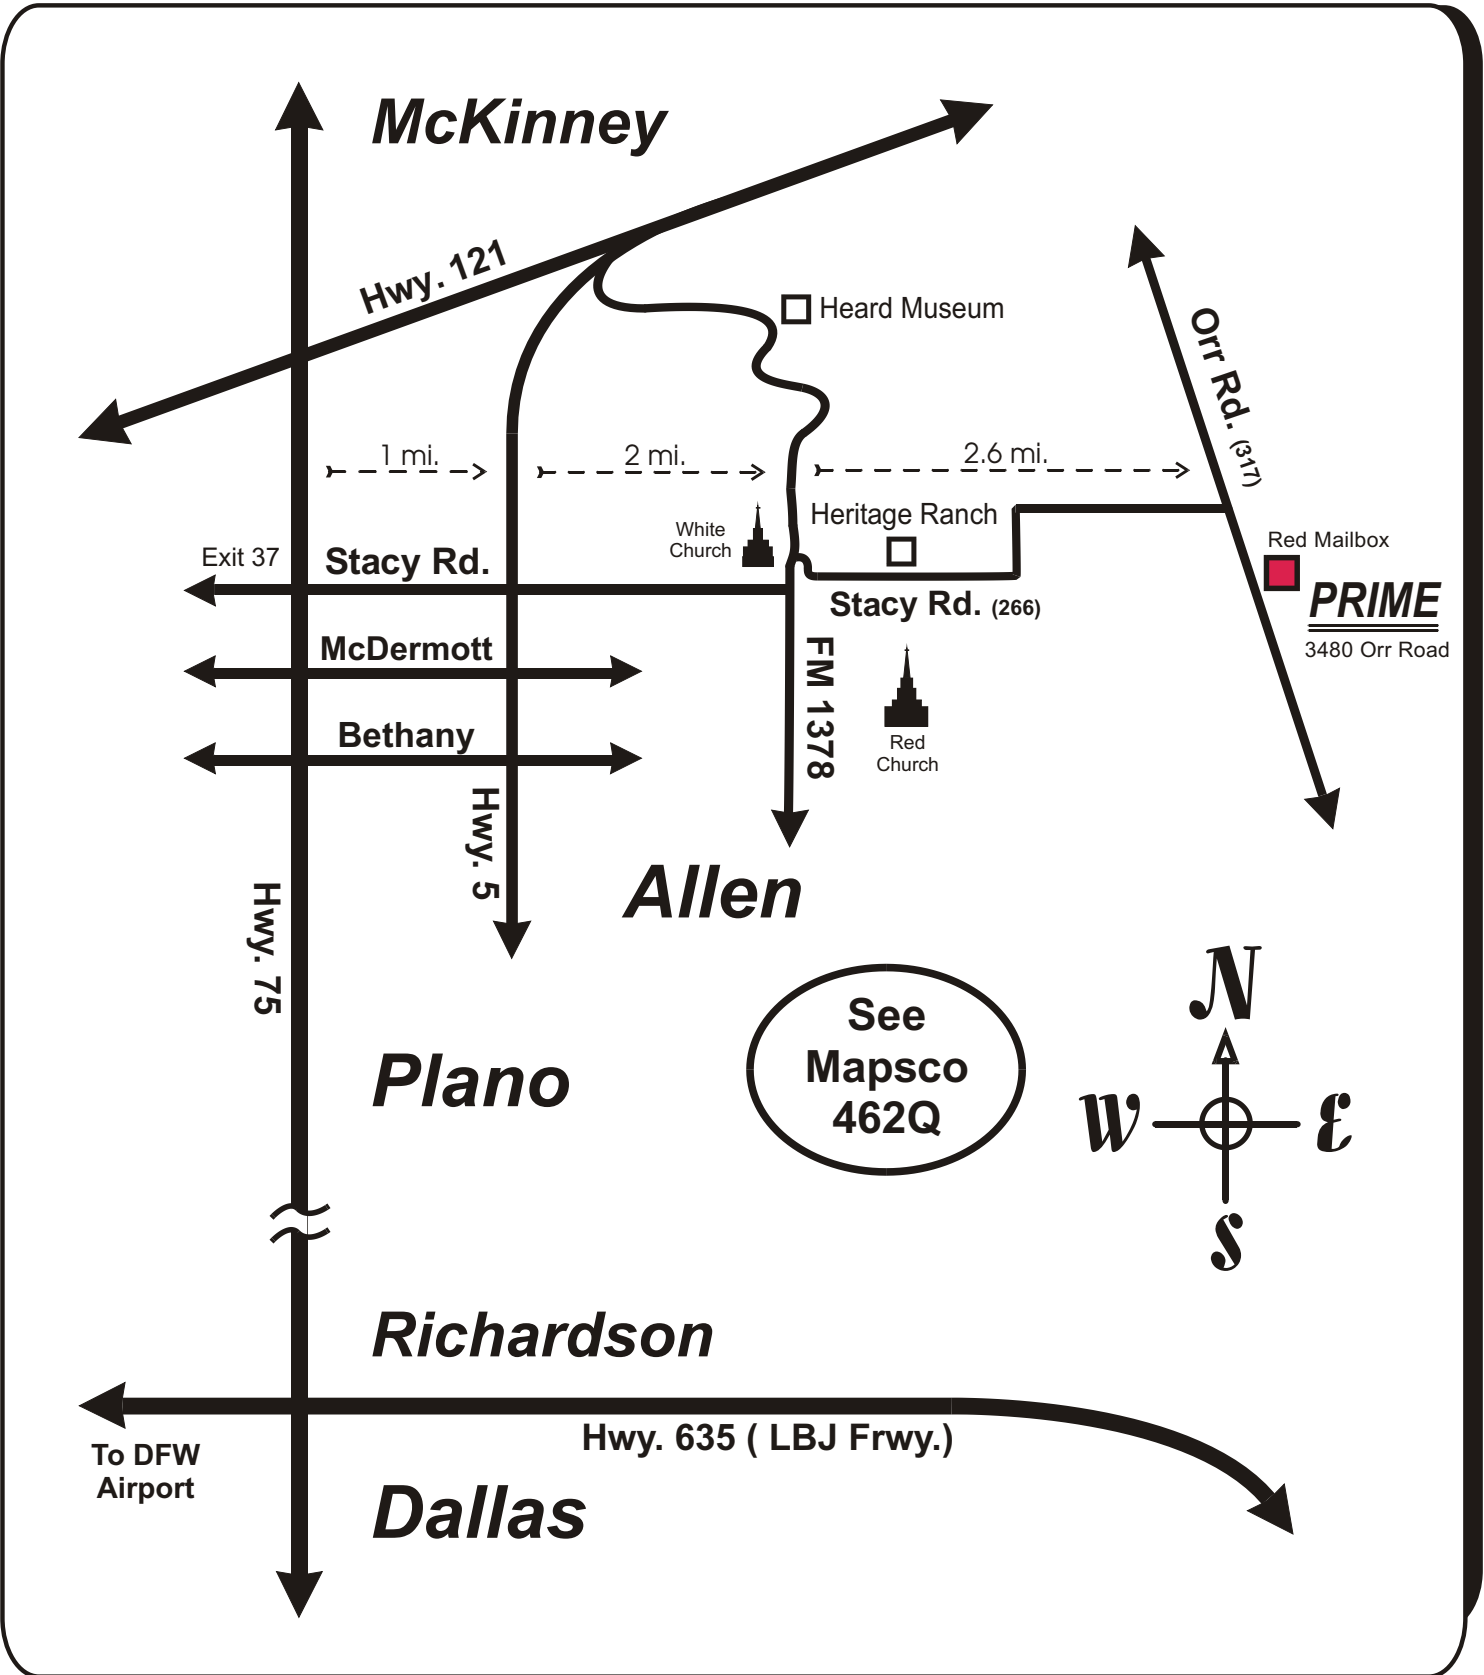 McKinney
Hwy. 121
Heard Museum
Orr Rd. (317)
1 mi.
2 mi.
2.6 mi.
White
Church
Heritage Ranch
Exit 37
Stacy Rd.
Stacy Rd. (266)
Red Mailbox
PRIME
3480 Orr Road
McDermott
FM 1378
Red
Church
Bethany
Hwy. 5
Allen
Hwy. 75
See
Mapsco
462Q
Plano
N
W
E
S
Richardson
Hwy. 635 ( LBJ Frwy.)
To DFW
Airport
Dallas